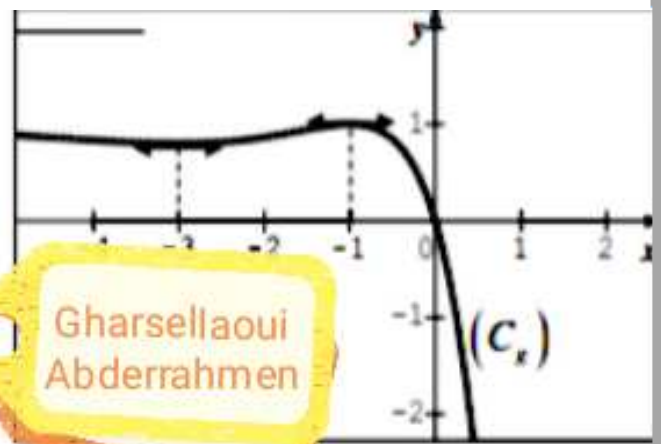 y
1
-3 -2 -1 0 1 2 x
-1
(C_g)
-2
Gharsellaoui
Abderrahmen